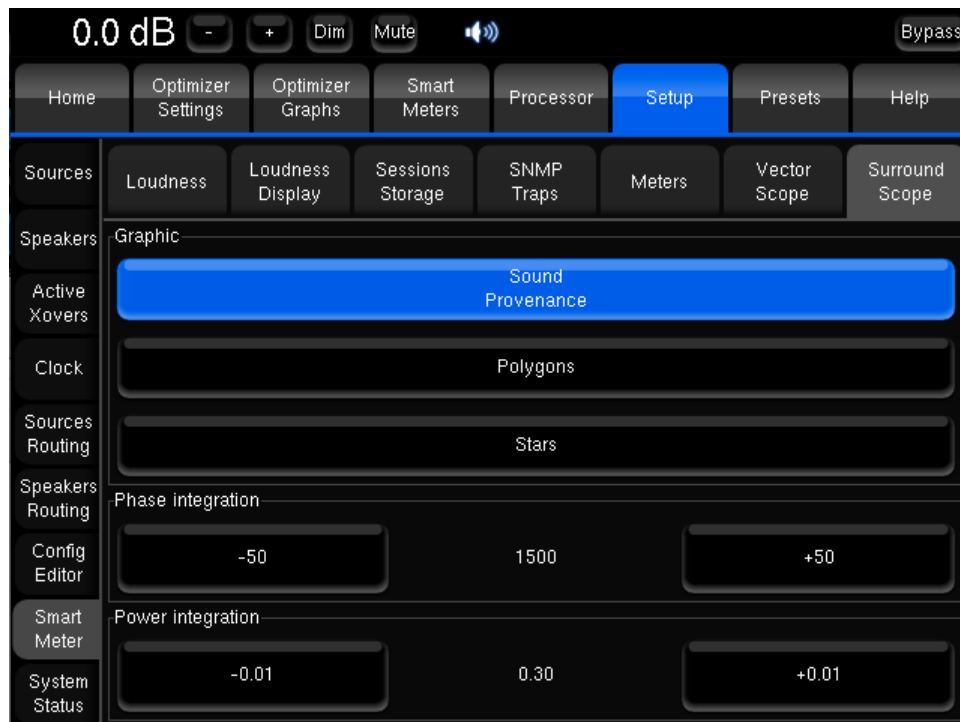 0.0 dB - + Dim Mute Bypass
Home Optimizer Settings Optimizer Graphs Smart Meters Processor Setup Presets Help
Sources
Loudness Loudness Display Sessions Storage SNMP Traps Meters Vector Scope Surround Scope
Speakers
Graphic
Sound
Provenance
Active
Xovers
Clock
Polygons
Sources
Routing
Stars
Speakers
Routing
Phase integration
Config
Editor
-50 1500 +50
Smart
Meter
Power integration
System
Status
-0.01 0.30 +0.01